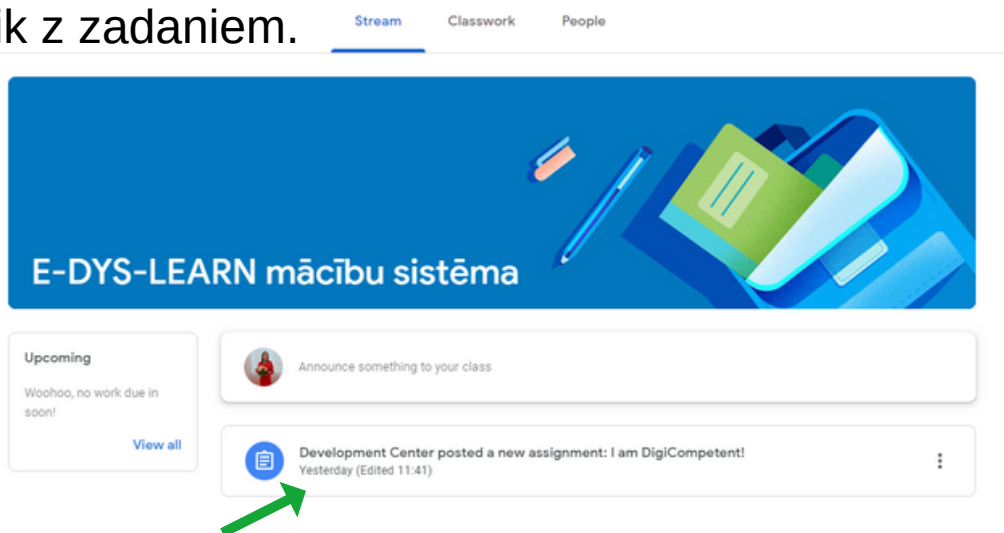 ik z zadaniem.
Stream Classwork People
E-DYS-LEARN mācību sistēma
Upcoming
Woohoo, no work due in
soon!
View all
Announce something to your class
Development Center posted a new assignment: I am DigiCompetent!
Yesterday (Edited 11:41)